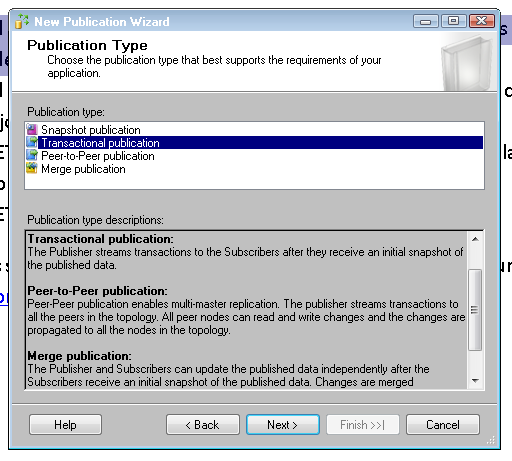 New Publication Wizard
Publication Type
Choose the publication type that best supports the requirements of your
application.
Publication type:
Snapshot publication
Transactional publication
Peer-to-Peer publication
Merge publication
Publication type descriptions:
Transactional publication:
The Publisher streams transactions to the Subscribers after they receive an initial snapshot of
the published data.
Peer-to-Peer publication:
Peer-Peer publication enables multi-master replication. The publisher streams transactions to
all the peers in the topology. All peer nodes can read and write changes and the changes are
propagated to all the nodes in the topology.
Merge publication:
The Publisher and Subscribers can update the published data independently after the
Subscribers receive an initial snapshot of the published data. Changes are merged
Help
< Back
Next >
Finish >>|
Cancel